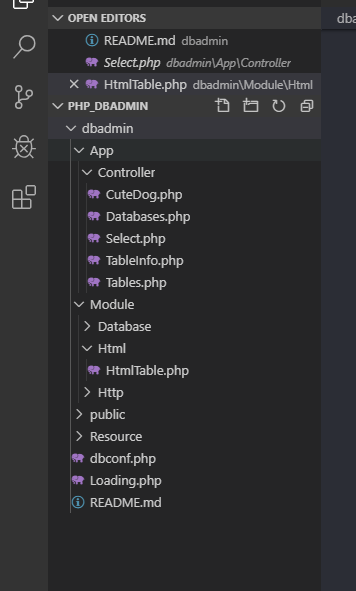 OPEN EDITORS
README.md dbadmin
Select.php dbadmin\App\Controller
HtmlTable.php dbadmin\Module\Html
PHP_DBADMIN
dbadmin
App
Controller
CuteDog.php
Databases.php
Select.php
TableInfo.php
Tables.php
Module
Database
Html
HtmlTable.php
Http
public
Resource
dbconf.php
Loading.php
README.md
dbad